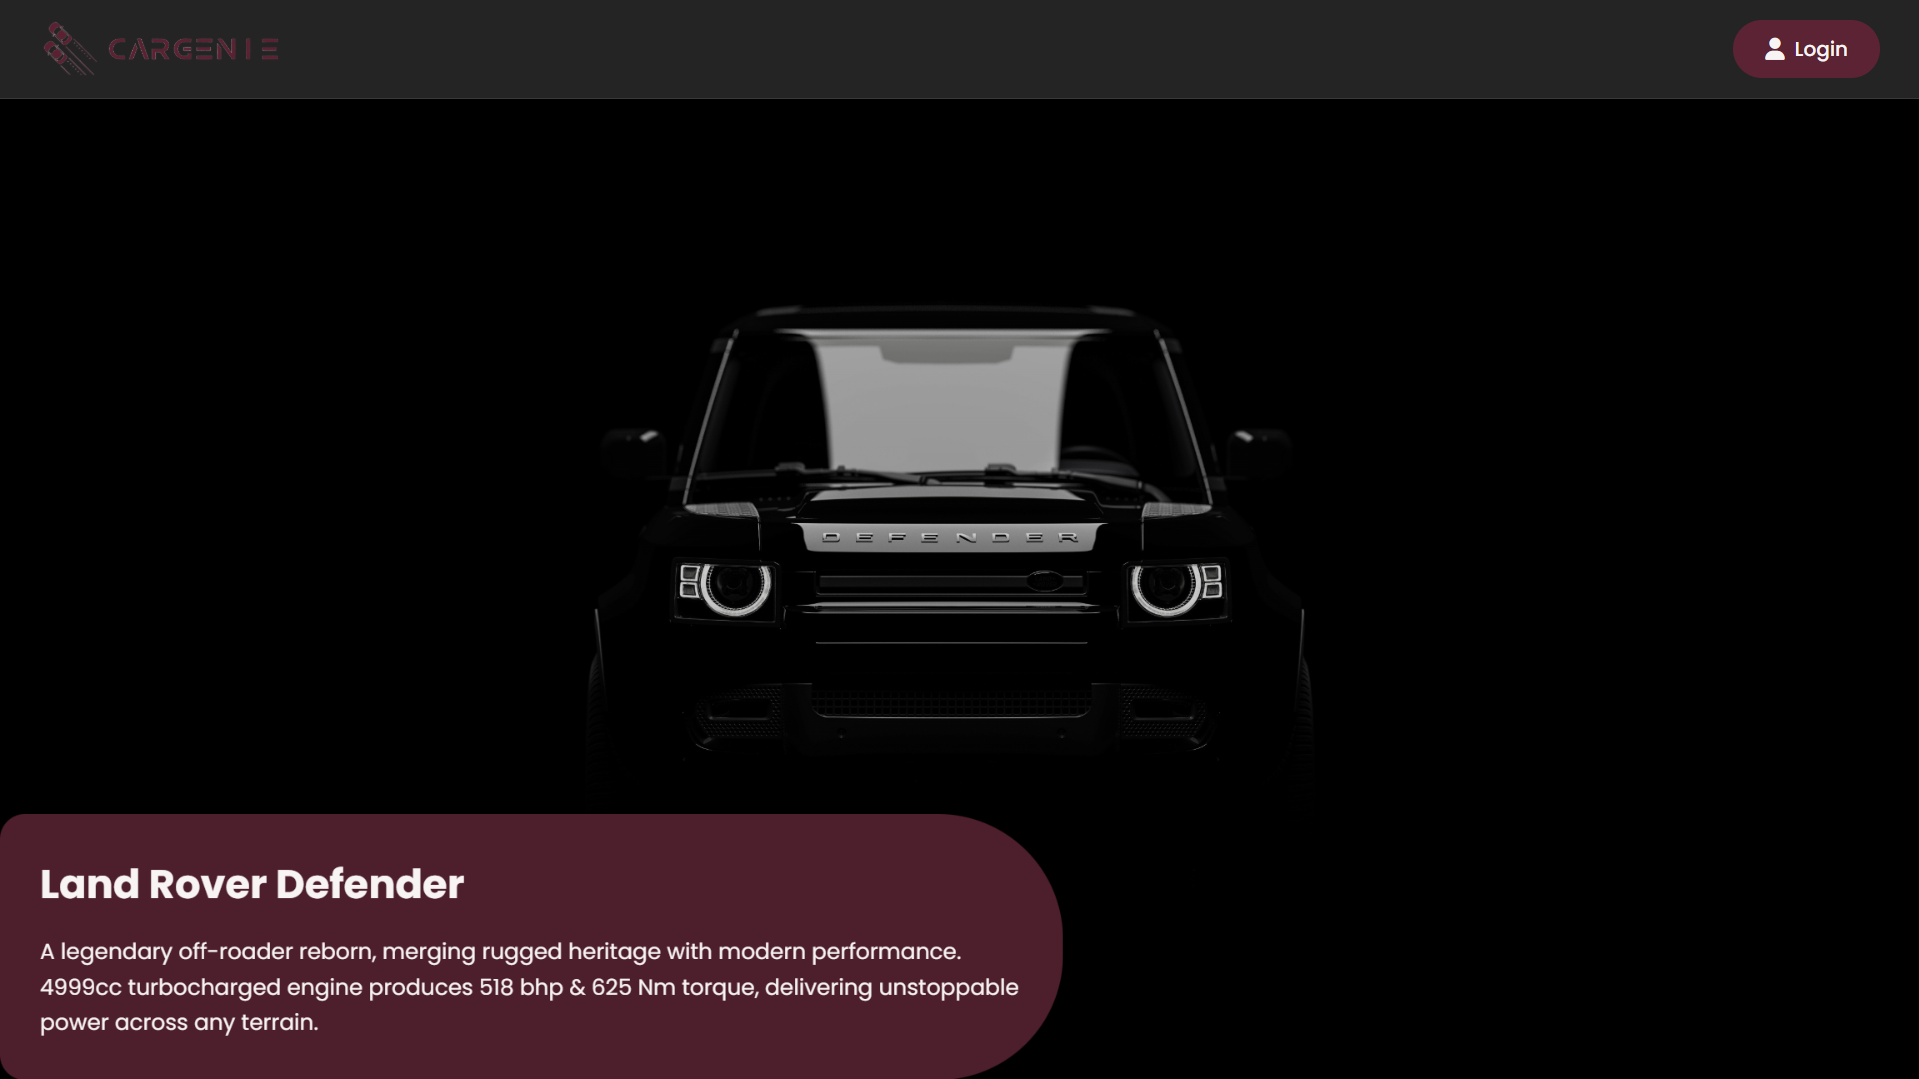 CARGENIE
Login
DEFENDER
Land Rover Defender
A legendary off-roader reborn, merging rugged heritage with modern performance.
4999cc turbocharged engine produces 518 bhp & 625 Nm torque, delivering unstoppable
power across any terrain.